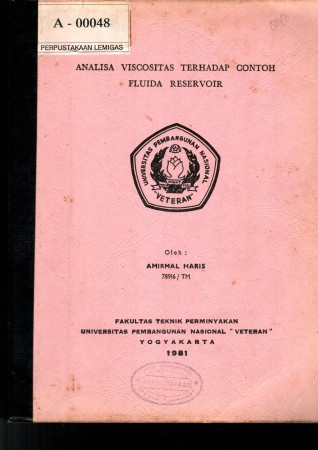 A - 00048
PERPUSTAKAAN LEMIGAS
ANALISA VISCOSITAS TERHADAP CONTOH
FLUIDA RESERVOIR
UNIVERSITAS PEMBANGUNAN NASIONAL
"VETERAN"
Oleh :
AMIRMAL HARIS
78916 / TM
FAKULTAS TEKNIK PERMINYAKAN
UNIVERSITAS PEMBANGUNAN NASIONAL "VETERAN"
YOGYAKARTA
1981